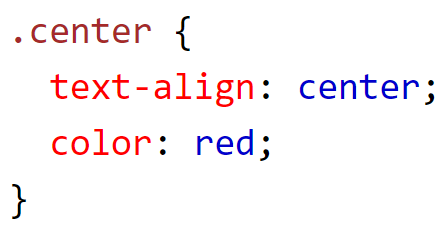 .center {
  text-align: center;
  color: red;
}